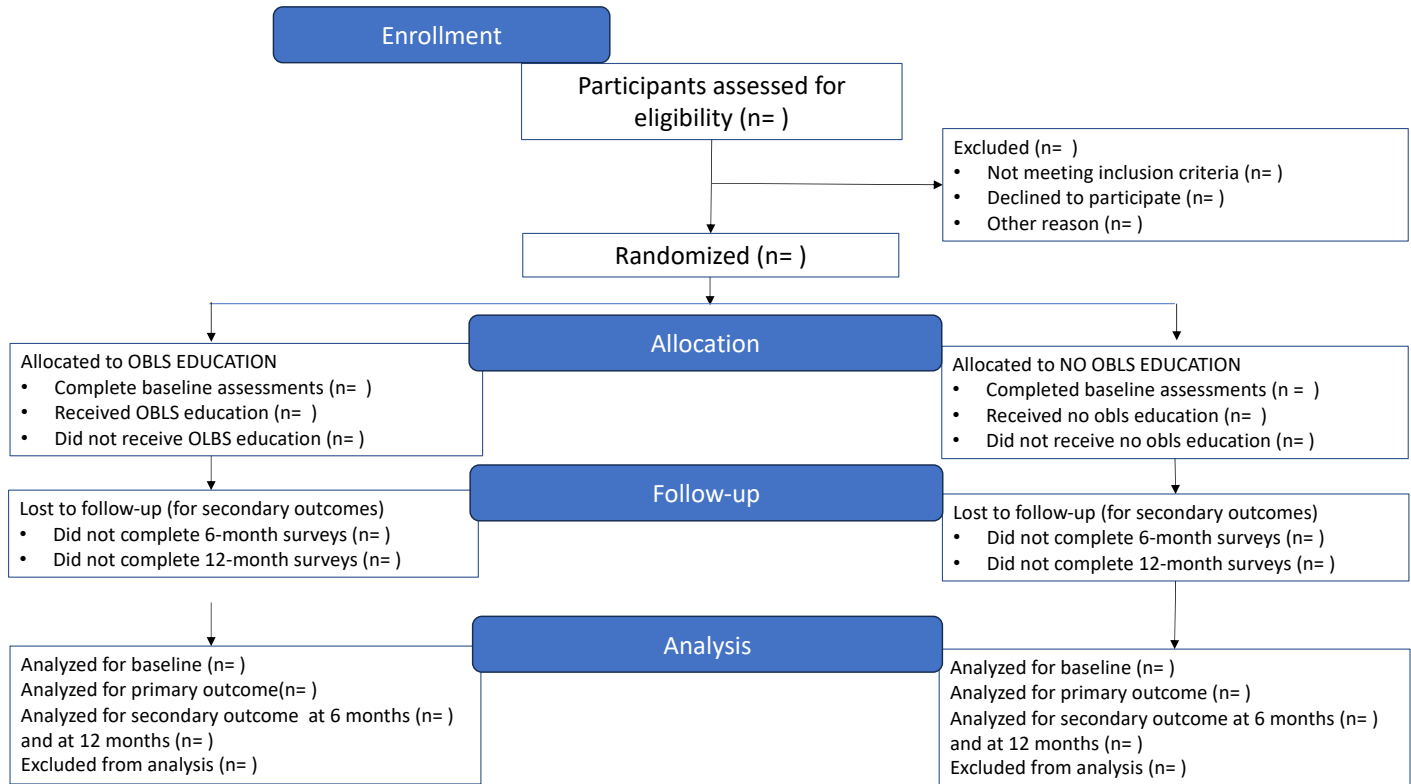 Enrollment
Participants assessed for
eligibility (n= )
Excluded (n=  )
• Not meeting inclusion criteria (n= )
• Declined to participate (n= )
• Other reason (n= )
Randomized (n= )
Allocation
Allocated to OBLS EDUCATION
• Complete baseline assessments (n=  )
• Received OBLS education (n=  )
• Did not receive OLBS education (n= )
Allocated to NO OBLS EDUCATION
• Completed baseline assessments (n =  )
• Received no obls education (n=  )
• Did not receive no obls education (n= )
Follow-up
Lost to follow-up (for secondary outcomes)
• Did not complete 6-month surveys (n= )
• Did not complete 12-month surveys (n= )
Lost to follow-up (for secondary outcomes)
• Did not complete 6-month surveys (n= )
• Did not complete 12-month surveys (n= )
Analysis
Analyzed for baseline (n= )
Analyzed for primary outcome(n= )
Analyzed for secondary outcome  at 6 months (n= )
and at 12 months (n= )
Excluded from analysis (n= )
Analyzed for baseline (n= )
Analyzed for primary outcome (n= )
Analyzed for secondary outcome at 6 months (n= )
and at 12 months (n= )
Excluded from analysis (n= )